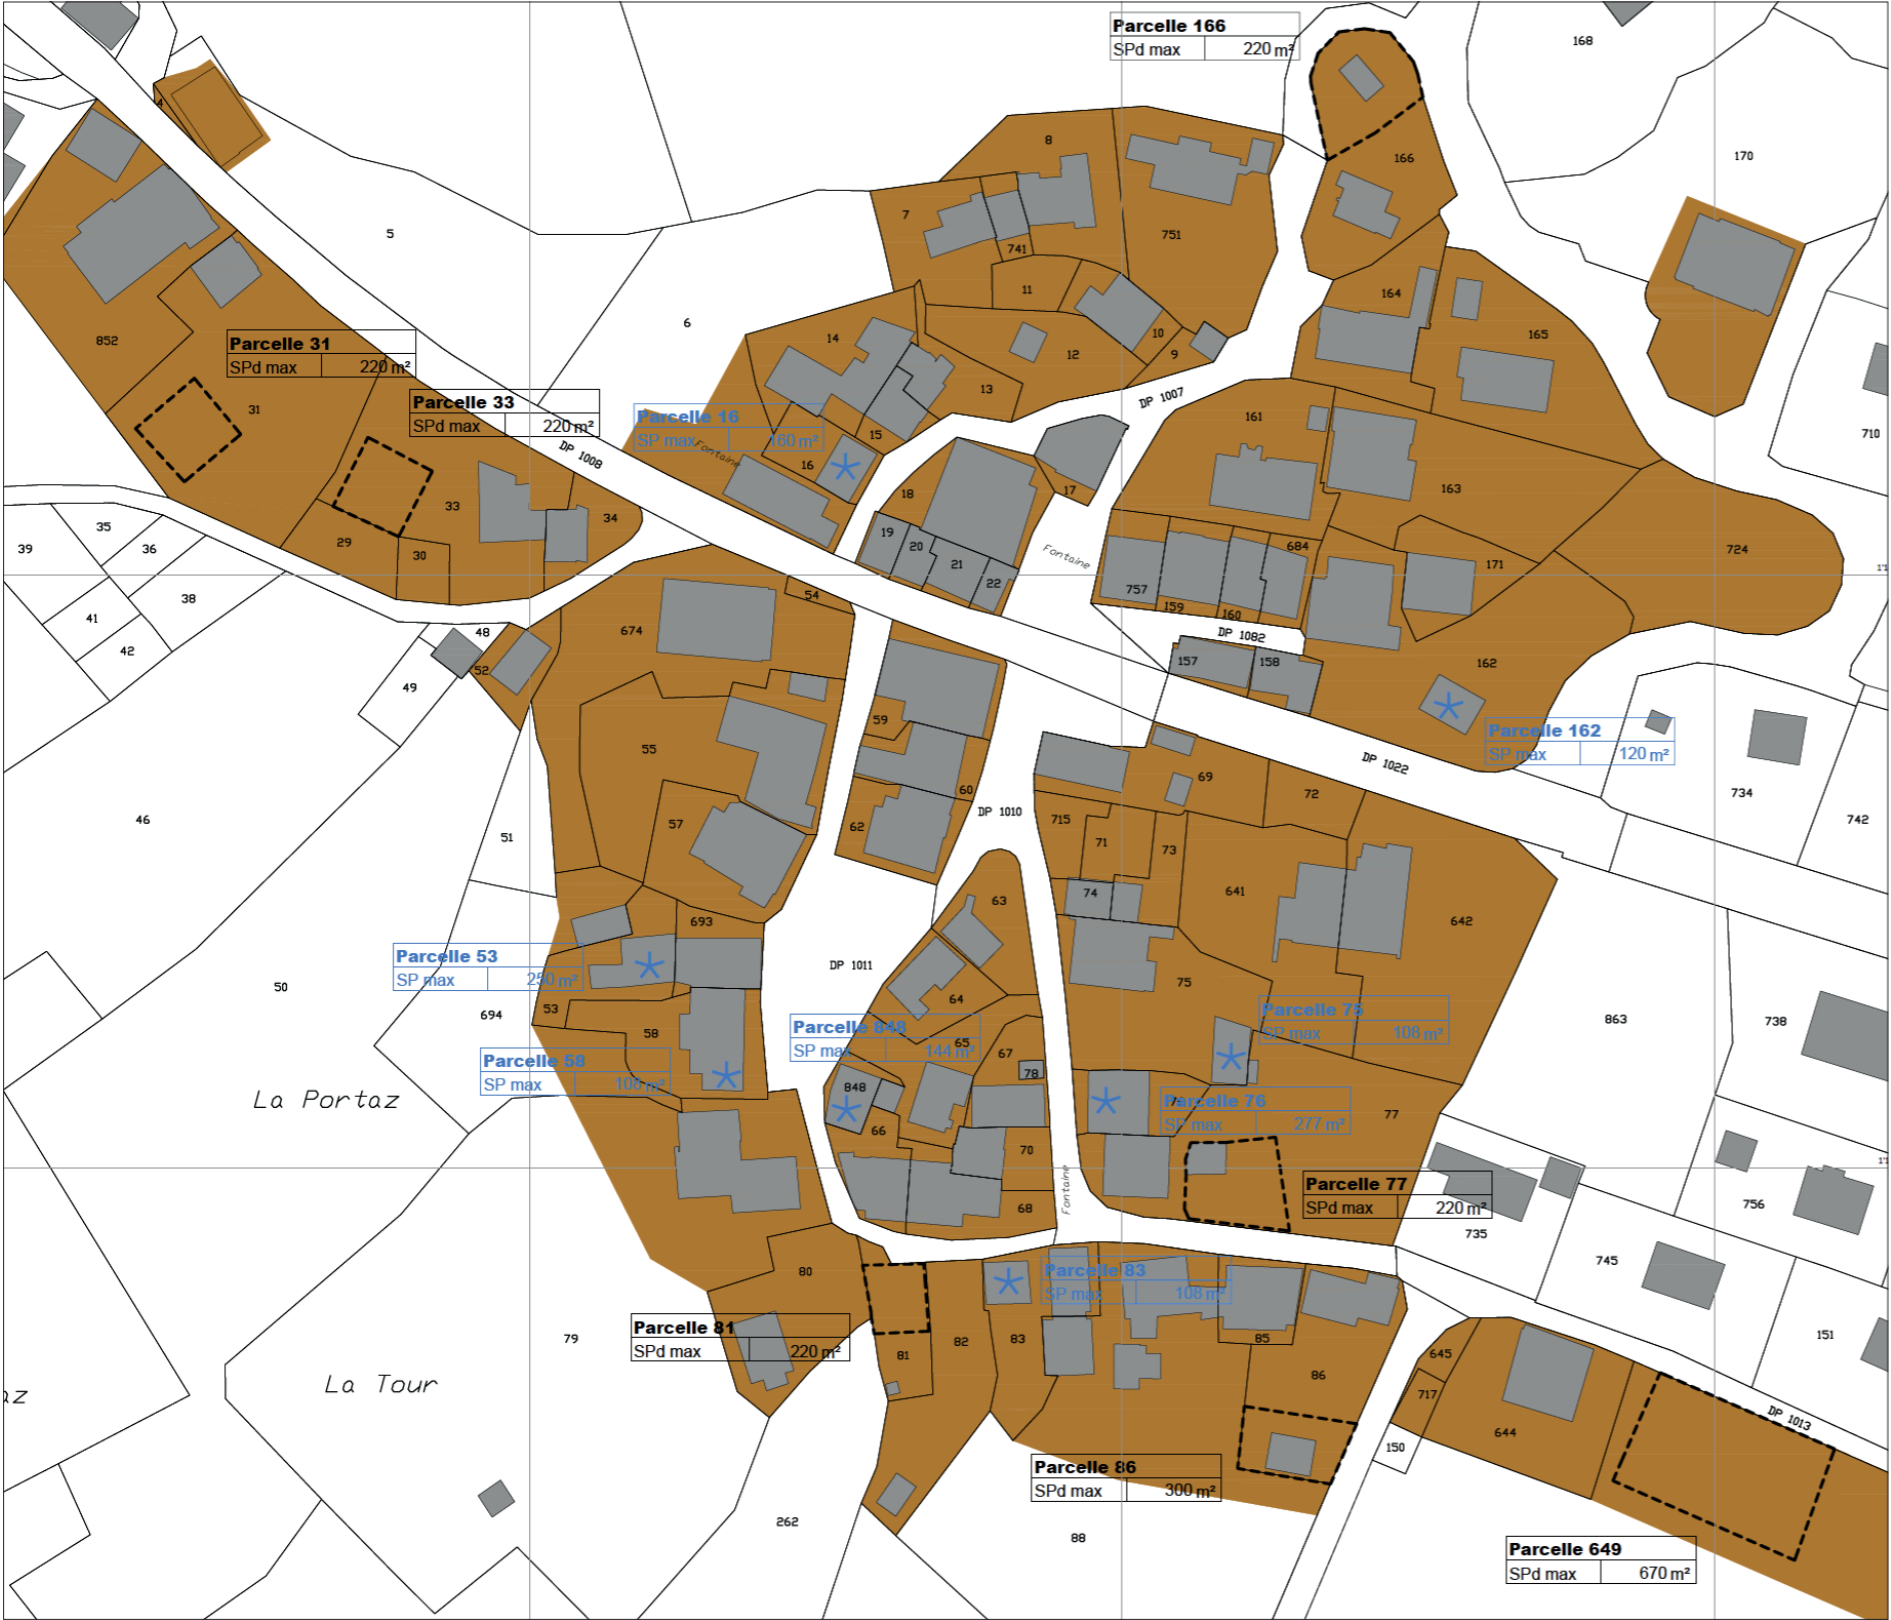 Parcelle 166
SPd max 220 m²
168
170
4
5
8
166
7
751
741
11
164
165
6
852
Parcelle 31
SPd max 220 m²
14
12
10
9
13
31
Parcelle 33
SPd max 220 m²
DP 1008
Parcelle 16
SP max 160 m²
Fontaine
15
16
DP 1007
161
710
18
17
163
33
34
29
30
35
36
39
38
41
42
19
20
21
22
Fontaine
684
757
159
160
171
724
DP 1082
157
158
162
54
674
48
52
49
59
Parcelle 162
SP max 120 m²
DP 1022
55
69
72
734
742
46
51
57
60
62
DP 1010
715
71
73
74
641
642
63
693
Parcelle 53
SP max 250 m²
DP 1011
50
53
694
58
64
75
Parcelle 75
SP max 108 m²
863
738
Parcelle 848
SP max 144 m²
65
67
78
Parcelle 58
SP max 108 m²
848
66
La Portaz
Parcelle 76
SP max 277 m²
77
70
68
Fontaine
Parcelle 77
SPd max 220 m²
756
735
745
80
Parcelle 83
SP max 108 m²
Parcelle 81
SPd max 220 m²
79
81
82
83
85
86
645
717
151
La Tour
DP 1013
644
150
Parcelle 86
SPd max 300 m²
262
88
Parcelle 649
SPd max 670 m²